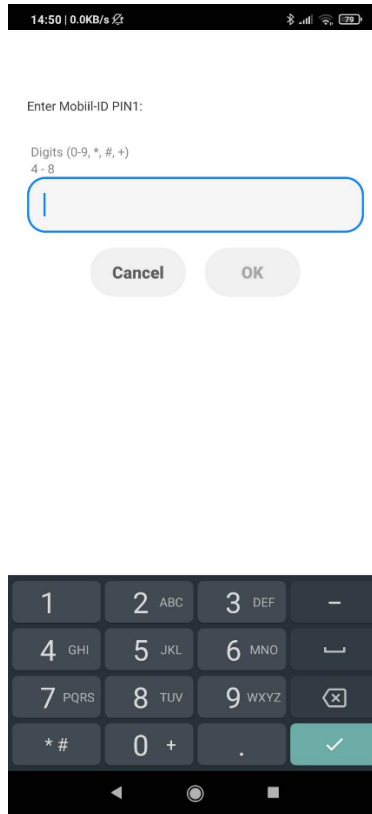 14:50 | 0.0KB/s
79
Enter Mobiil-ID PIN1:
Digits (0-9, *, #, +)
4 - 8
Cancel OK
1 2 ABC 3 DEF –
4 GHI 5 JKL 6 MNO
7 PQRS 8 TUV 9 WXYZ
* # 0 + .